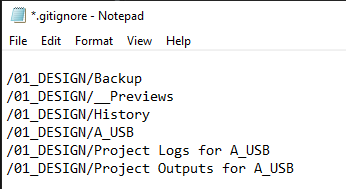 *.gitignore - Notepad
File Edit Format View Help
/01_DESIGN/Backup
/01_DESIGN/__Previews
/01_DESIGN/History
/01_DESIGN/A_USB
/01_DESIGN/Project Logs for A_USB
/01_DESIGN/Project Outputs for A_USB